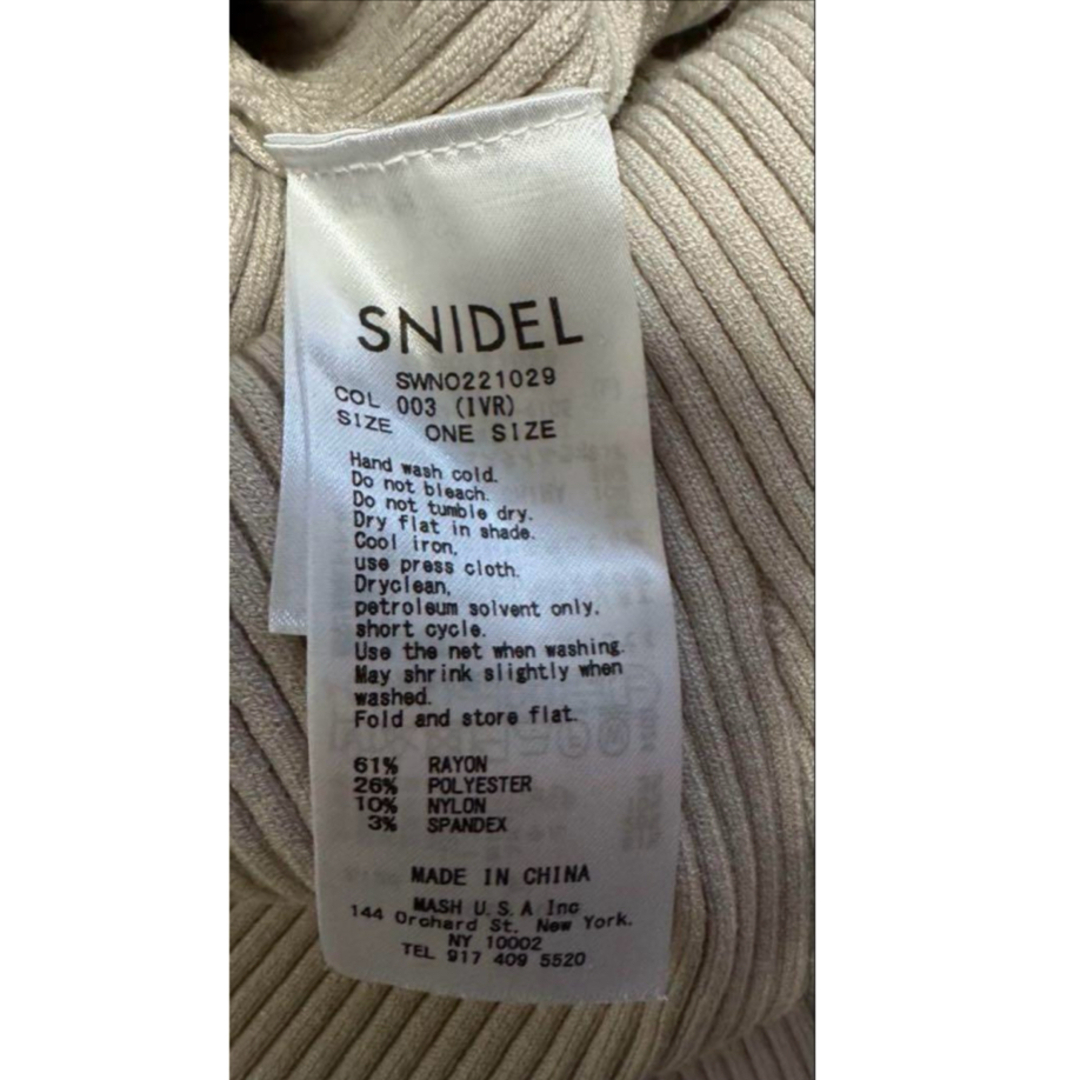 SNIDEL
SWNO221029
COL 003 (IVR)
SIZE ONE SIZE
Hand wash cold.
Do not bleach.
Do not tumble dry.
Dry flat in shade.
Cool iron,
use press cloth.
Dryclean,
petroleum solvent only.
short cycle.
Use the net when washing.
May shrink slightly when
washed.
Fold and store flat.
61% RAYON
26% POLYESTER
10% NYLON
3% SPANDEX
MADE IN CHINA
MASH U.S.A Inc
144 Orchard St. New York.
NY 10002
TEL 917 409 5520